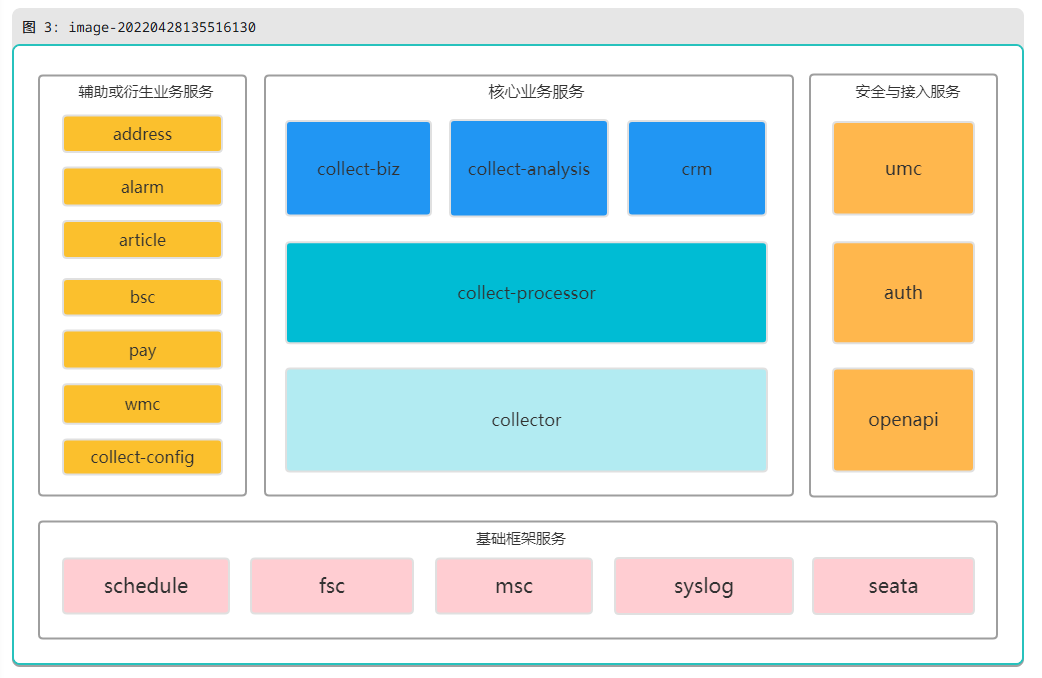 图 3: image-20220428135516130
辅助或衍生业务服务
address
alarm
article
bsc
pay
wmc
collect-config
核心业务服务
collect-biz
collect-analysis
crm
collect-processor
collector
安全与接入服务
umc
auth
openapi
基础框架服务
schedule
fsc
msc
syslog
seata